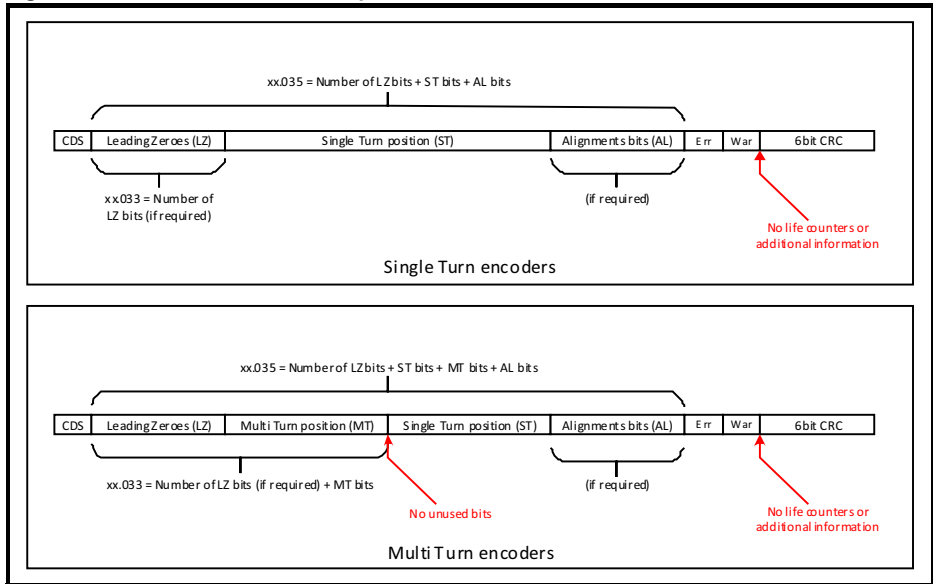 xx.035 = Number of LZ bits + ST bits + AL bits
CDS Leading Zeroes (LZ) Single Turn position (ST) Alignments bits (AL) Err War 6bit CRC
xx.033 = Number of
LZ bits (if required)
(if required)
No life counters or
additional information
Single Turn encoders
xx.035 = Number of LZ bits + ST bits + MT bits + AL bits
CDS Leading Zeroes (LZ) Multi Turn position (MT) Single Turn position (ST) Alignments bits (AL) Err War 6bit CRC
xx.033 = Number of LZ bits (if required) + MT bits
(if required)
No unused bits
No life counters or
additional information
Multi Turn encoders